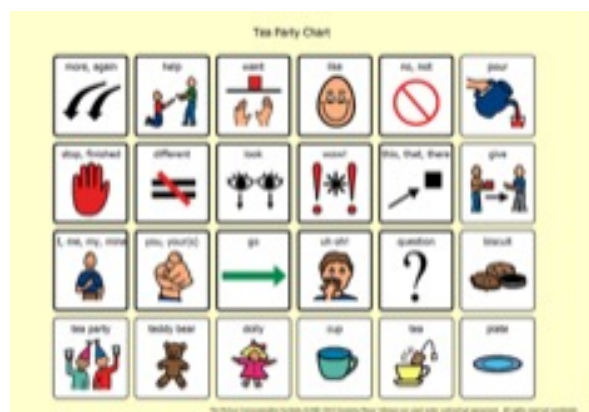 Tea Party Chart
more, again help want like no, not pour
stop, finished different look wow! this, that, there give
I, me, my, mine you, your(s) go uh oh! question biscuit
tea party teddy bear dolly cup tea plate